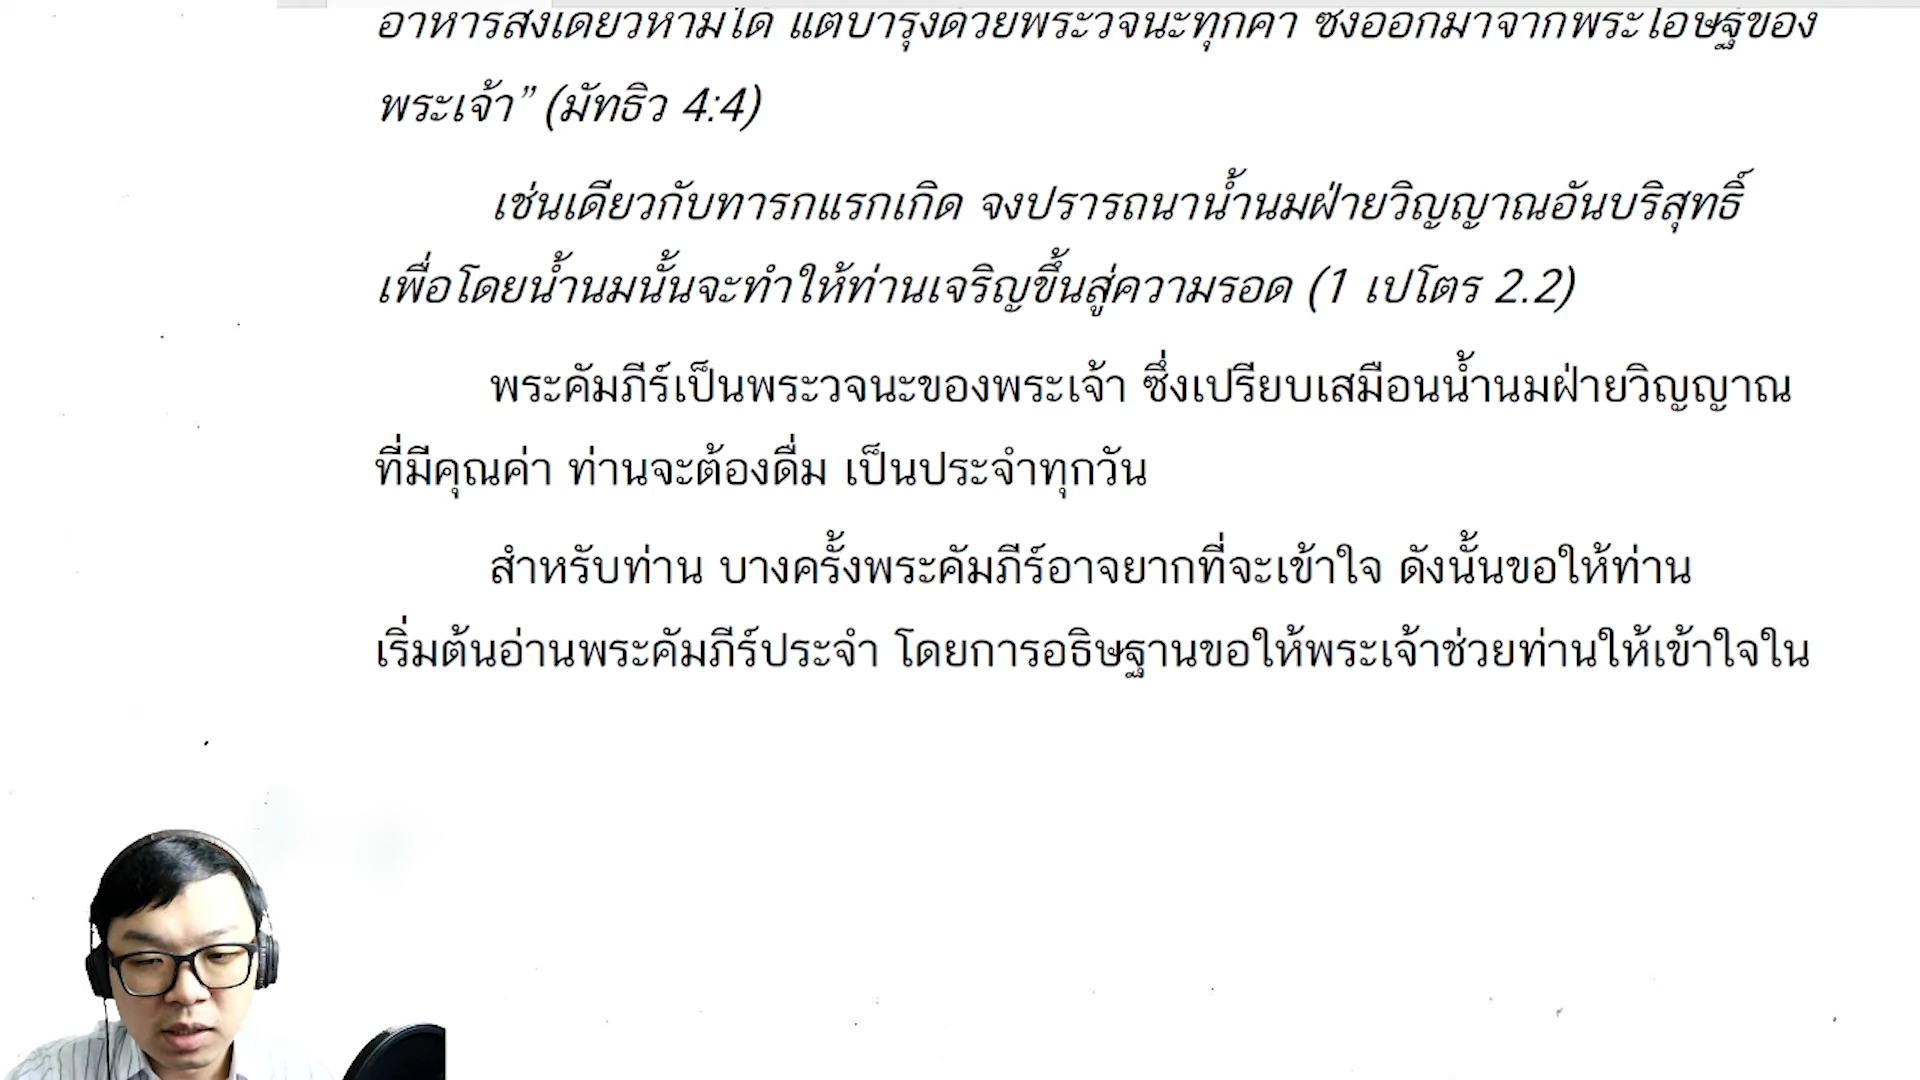 อาหารสิ่งเดียวหามิได้ แต่บำรุงด้วยพระวจนะทุกคำ ซึ่งออกมาจากพระโอษฐ์ของ
พระเจ้า” (มัทธิว 4:4)
เช่นเดียวกับทารกแรกเกิด จงปรารถนาน้ำนมฝ่ายวิญญาณอันบริสุทธิ์
เพื่อโดยน้ำนมนั้นจะทำให้ท่านเจริญขึ้นสู่ความรอด (1 เปโตร 2.2)
พระคัมภีร์เป็นพระวจนะของพระเจ้า ซึ่งเปรียบเสมือนน้ำนมฝ่ายวิญญาณ
ที่มีคุณค่า ท่านจะต้องดื่ม เป็นประจำทุกวัน
สำหรับท่าน บางครั้งพระคัมภีร์อาจยากที่จะเข้าใจ ดังนั้นขอให้ท่าน
เริ่มต้นอ่านพระคัมภีร์ประจำ โดยการอธิษฐานขอให้พระเจ้าช่วยท่านให้เข้าใจใน